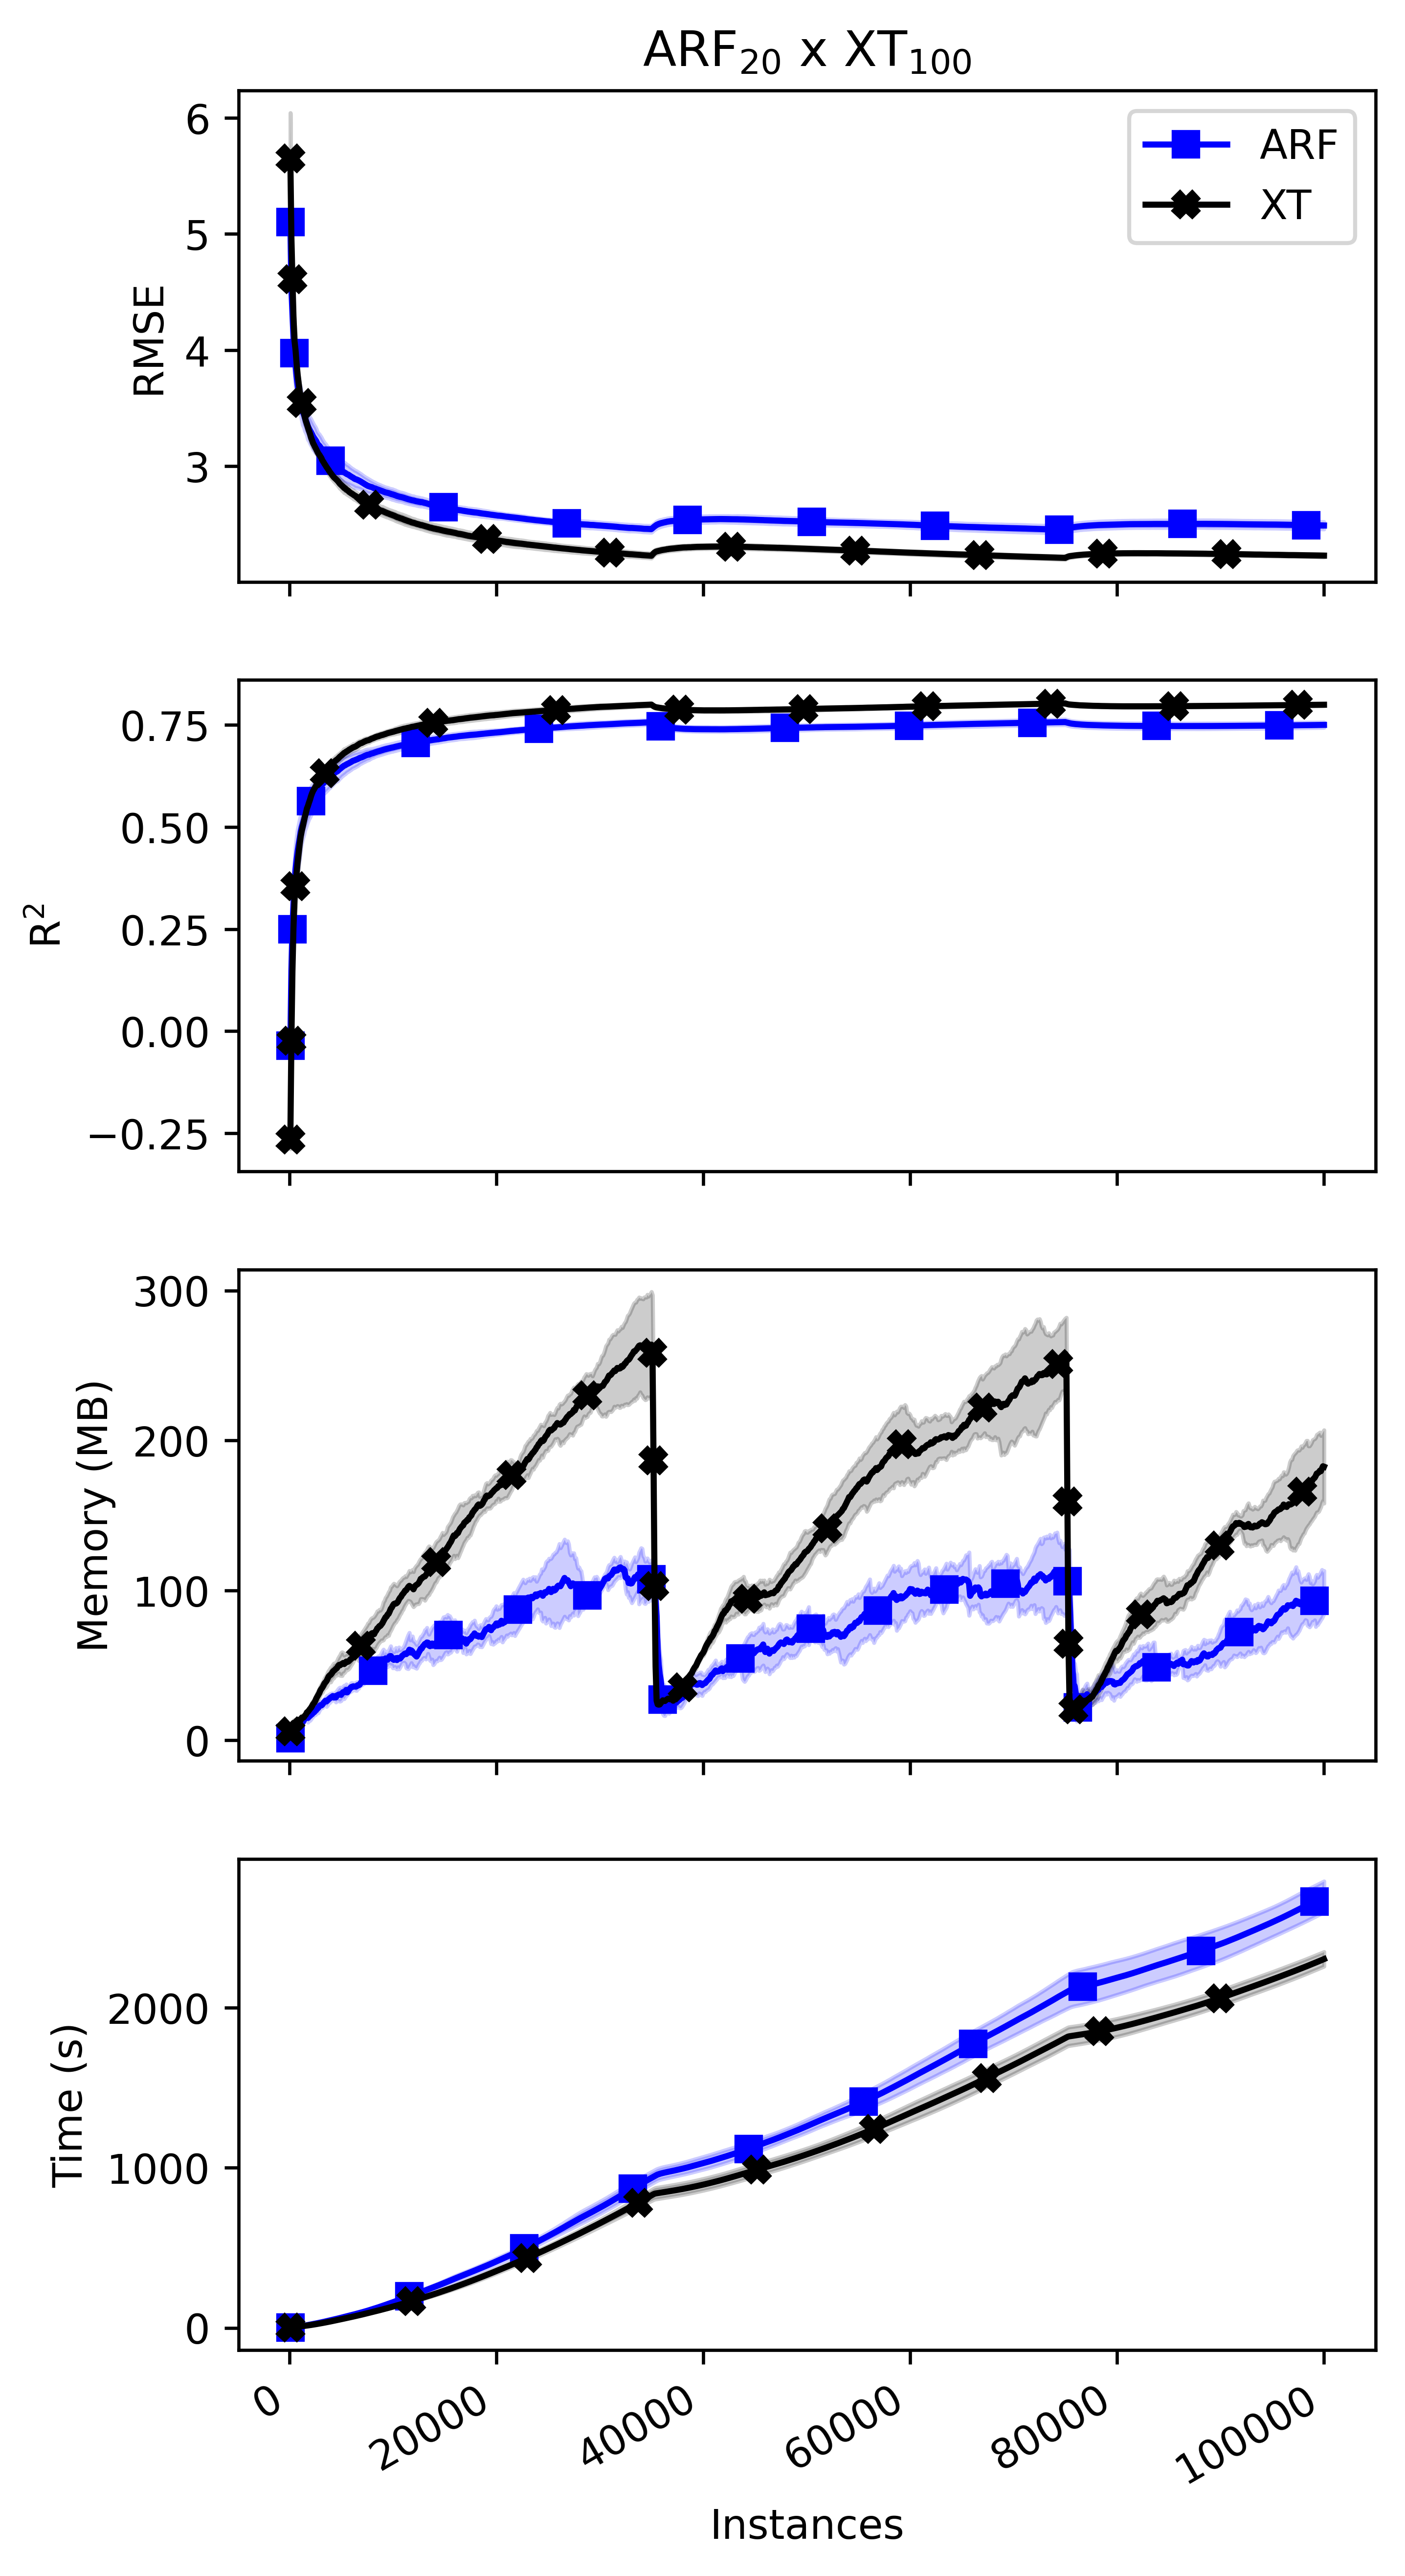 ARF₂₀ x XT₁₀₀
6
5
4
3
RMSE
ARF
XT
0.75
0.50
0.25
0.00
−0.25
R²
300
200
100
0
Memory (MB)
2000
1000
0
Time (s)
0
20000
40000
60000
80000
100000
Instances